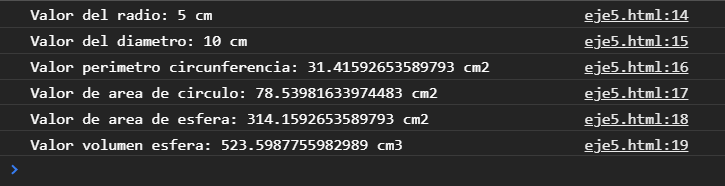 Valor del radio: 5 cm eje5.html:14
Valor del diametro: 10 cm eje5.html:15
Valor perimetro circunferencia: 31.41592653589793 cm2 eje5.html:16
Valor de area de circulo: 78.53981633974483 cm2 eje5.html:17
Valor de area de esfera: 314.1592653589793 cm2 eje5.html:18
Valor volumen esfera: 523.5987755982989 cm3 eje5.html:19
>